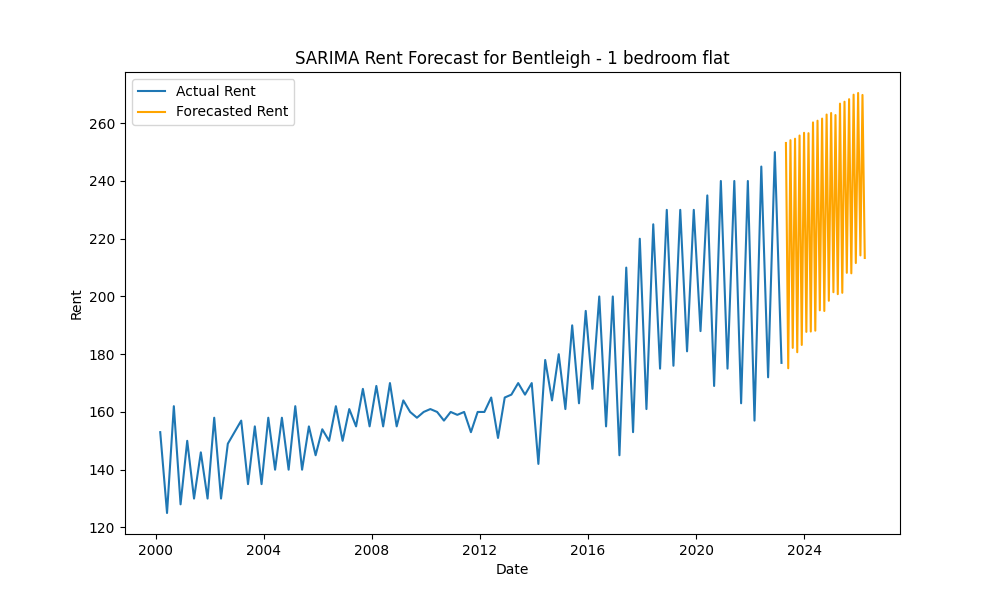 SARIMA Rent Forecast for Bentleigh - 1 bedroom flat
Actual Rent
Forecasted Rent
260
240
220
200
180
160
140
120
Rent
2000 2004 2008 2012 2016 2020 2024
Date